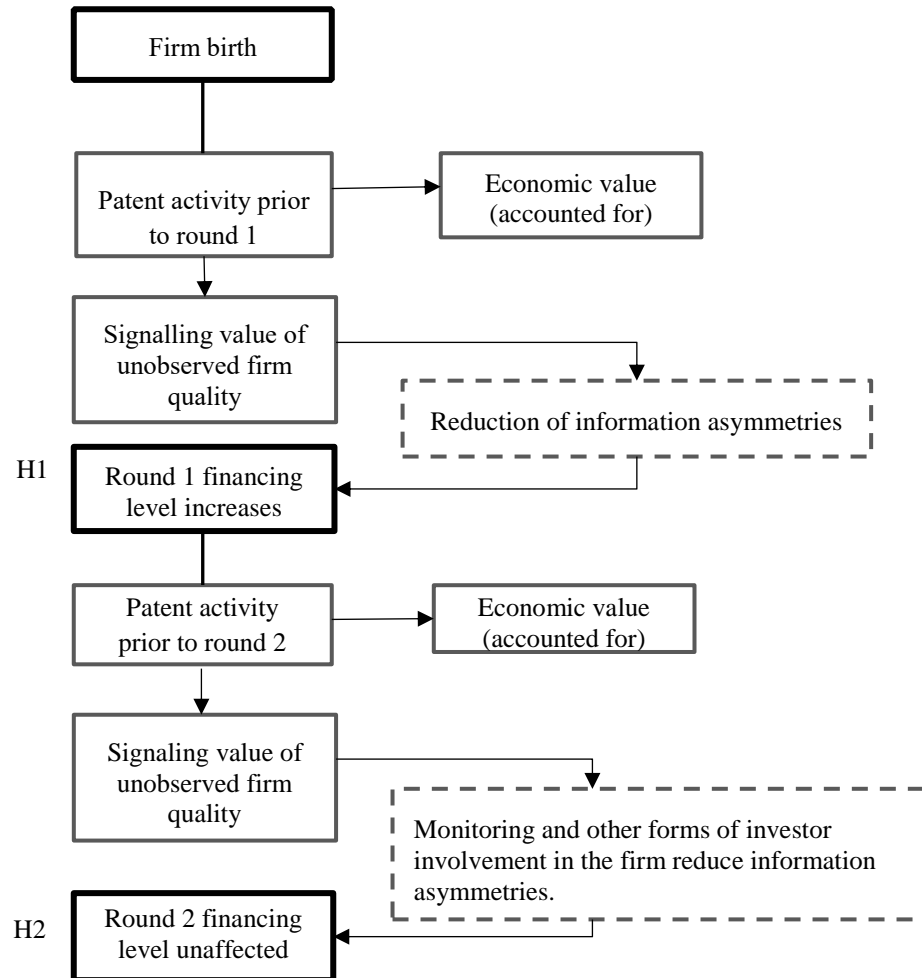 Firm birth
Patent activity prior
to round 1
Economic value
(accounted for)
Signalling value of
unobserved firm
quality
Reduction of information asymmetries
H1
Round 1 financing
level increases
Patent activity
prior to round 2
Economic value
(accounted for)
Signaling value of
unobserved firm
quality
Monitoring and other forms of investor
involvement in the firm reduce information
asymmetries.
H2
Round 2 financing
level unaffected